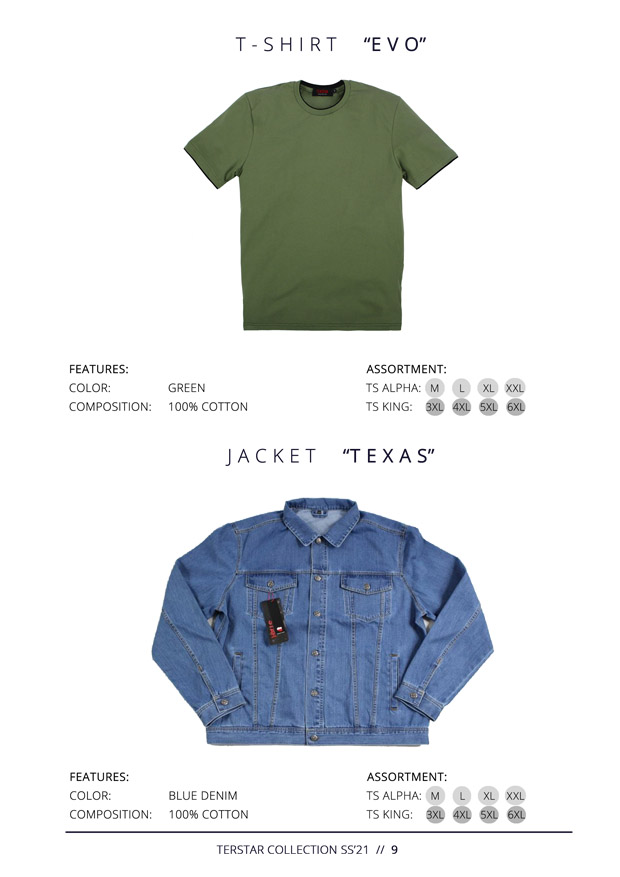 T-SHIRT “EVO”
FEATURES:
COLOR: GREEN
COMPOSITION: 100% COTTON
ASSORTMENT:
TS ALPHA: M L XL XXL
TS KING: 3XL 4XL 5XL 6XL
JACKET “TEXAS”
FEATURES:
COLOR: BLUE DENIM
COMPOSITION: 100% COTTON
ASSORTMENT:
TS ALPHA: M L XL XXL
TS KING: 3XL 4XL 5XL 6XL
TERSTAR COLLECTION SS’21 // 9